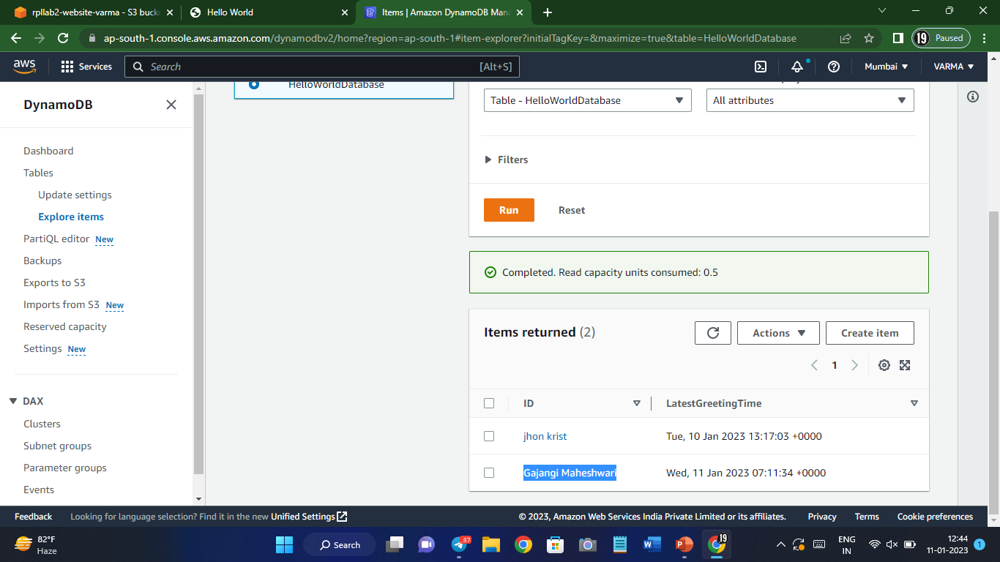 rpllab2-website-varma - S3 buck
Hello World
Items | Amazon DynamoDB Man
ap-south-1.console.aws.amazon.com/dynamodbv2/home?region=ap-south-1#item-explorer?initialTagKey=&maximize=true&table=HelloWorldDatabase
19 Paused
aws Services Search [Alt+S] Mumbai VARMA
DynamoDB
Dashboard
Tables
Update settings
Explore items
PartiQL editor New
Backups
Exports to S3
Imports from S3 New
Reserved capacity
Settings New
DAX
Clusters
Subnet groups
Parameter groups
Events
HelloWorldDatabase
Table - HelloWorldDatabase
All attributes
Filters
Run Reset
Completed. Read capacity units consumed: 0.5
Items returned (2)
Actions Create item
1
ID LatestGreetingTime
jhon krist Tue, 10 Jan 2023 13:17:03 +0000
Gajangi Maheshwari Wed, 11 Jan 2023 07:11:34 +0000
Feedback Looking for language selection? Find it in the new Unified Settings © 2023, Amazon Web Services India Private Limited or its affiliates. Privacy Terms Cookie preferences
82°F
Haze
Search
97
19
ENG
IN
12:44
11-01-2023
1